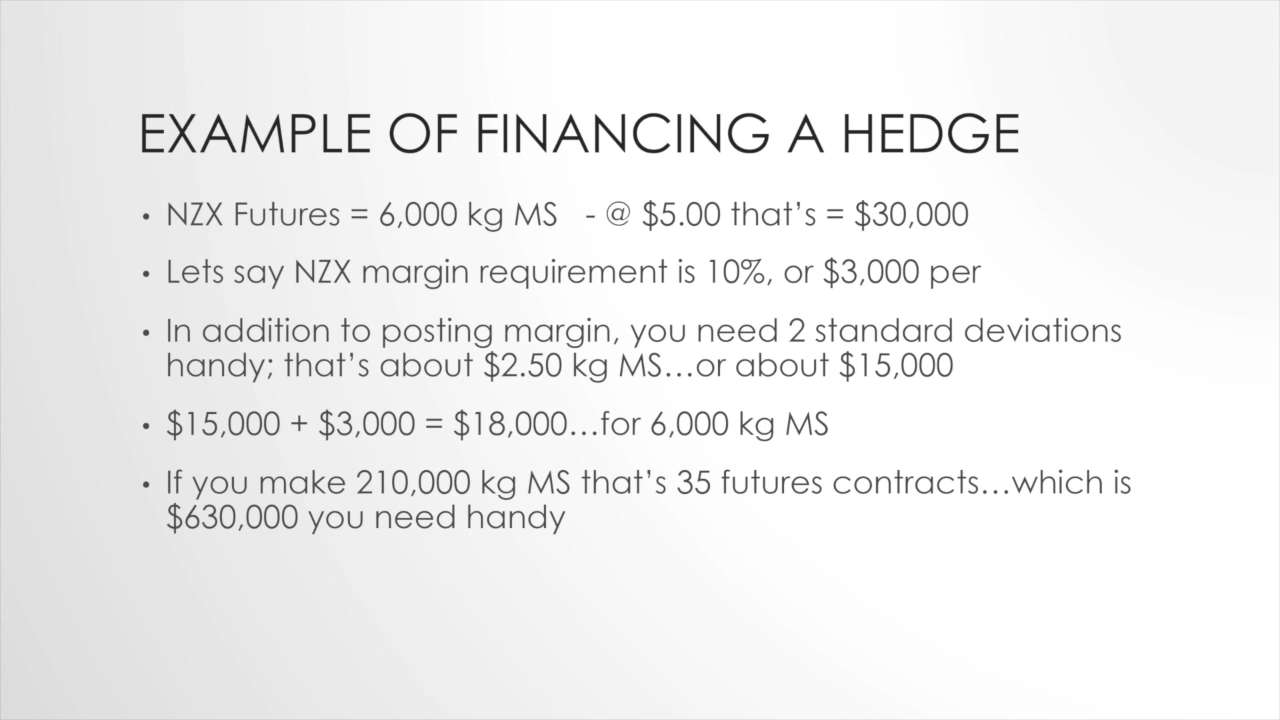 EXAMPLE OF FINANCING A HEDGE
• NZX Futures = 6,000 kg MS - @ $5.00 that’s = $30,000
• Lets say NZX margin requirement is 10%, or $3,000 per
• In addition to posting margin, you need 2 standard deviations
handy; that’s about $2.50 kg MS…or about $15,000
• $15,000 + $3,000 = $18,000…for 6,000 kg MS
• If you make 210,000 kg MS that’s 35 futures contracts…which is
$630,000 you need handy